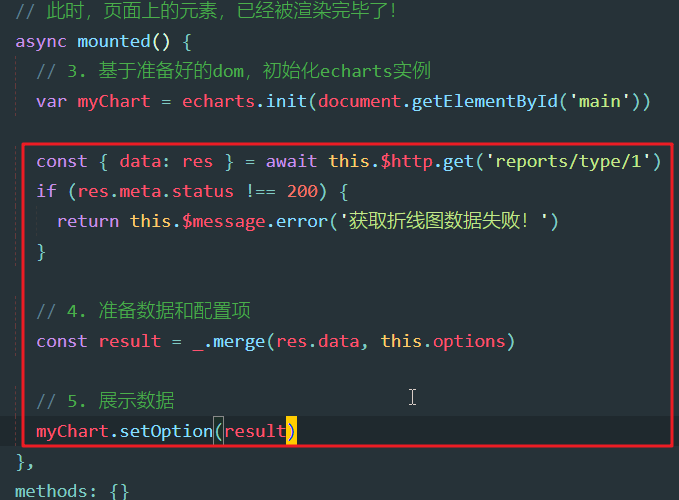 // 此时，页面上的元素，已经被渲染完毕了！
async mounted() {
// 3. 基于准备好的dom，初始化echarts实例
var myChart = echarts.init(document.getElementById('main'))
const { data: res } = await this.$http.get('reports/type/1')
if (res.meta.status !== 200) {
return this.$message.error('获取折线图数据失败！')
}
// 4. 准备数据和配置项
const result = _.merge(res.data, this.options)
// 5. 展示数据
myChart.setOption(result)
},
methods: {}